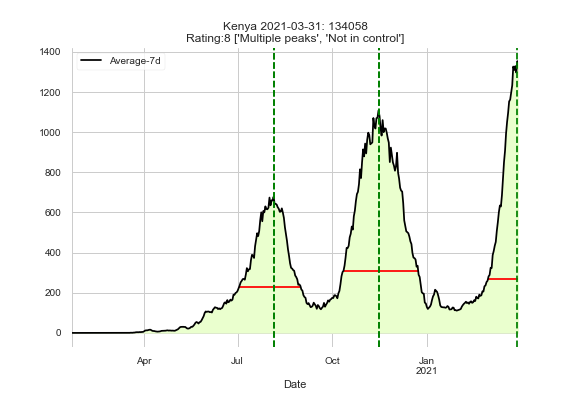 Kenya 2021-03-31: 134058
Rating:8 ['Multiple peaks', 'Not in control']
Average-7d
1400
1200
1000
800
600
400
200
0
Apr
Jul
Oct
Jan
2021
Date